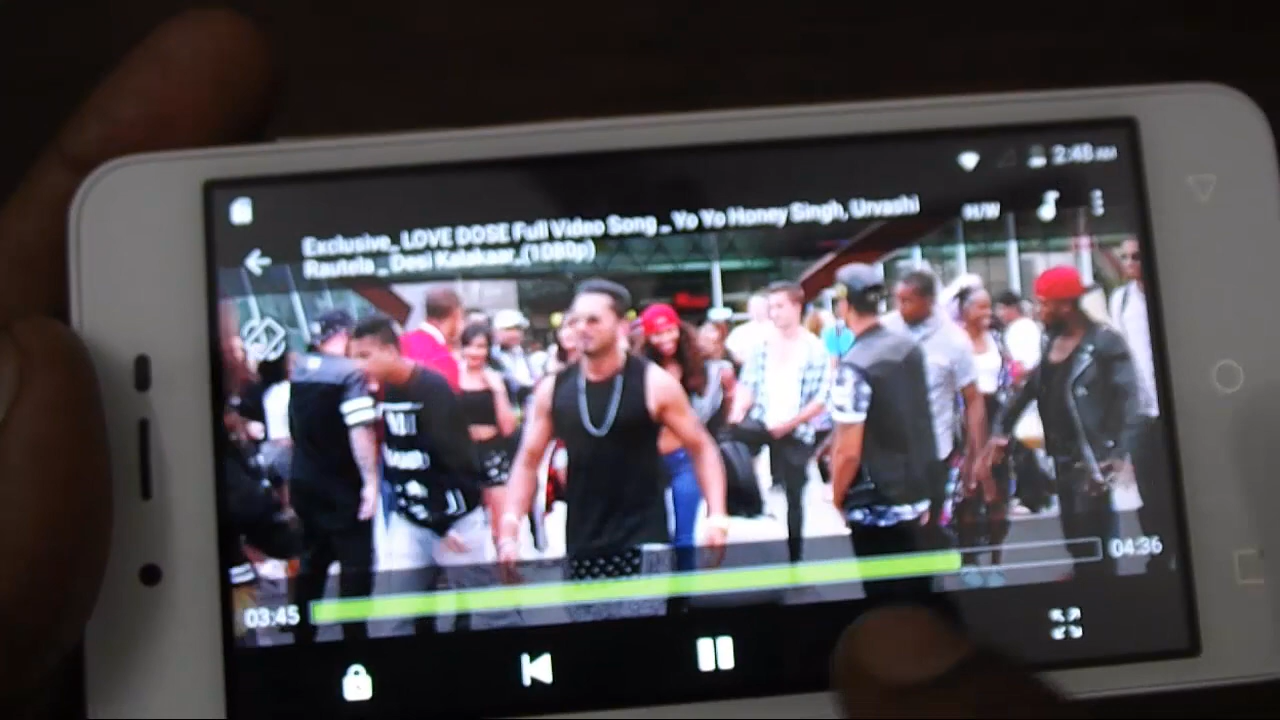 2:48 AM
Exclusive_ LOVE DOSE Full Video Song _ Yo Yo Honey Singh, Urvashi
H/W
Rautela _ Desi Kalakaar_(1080p)
04:36
03:45